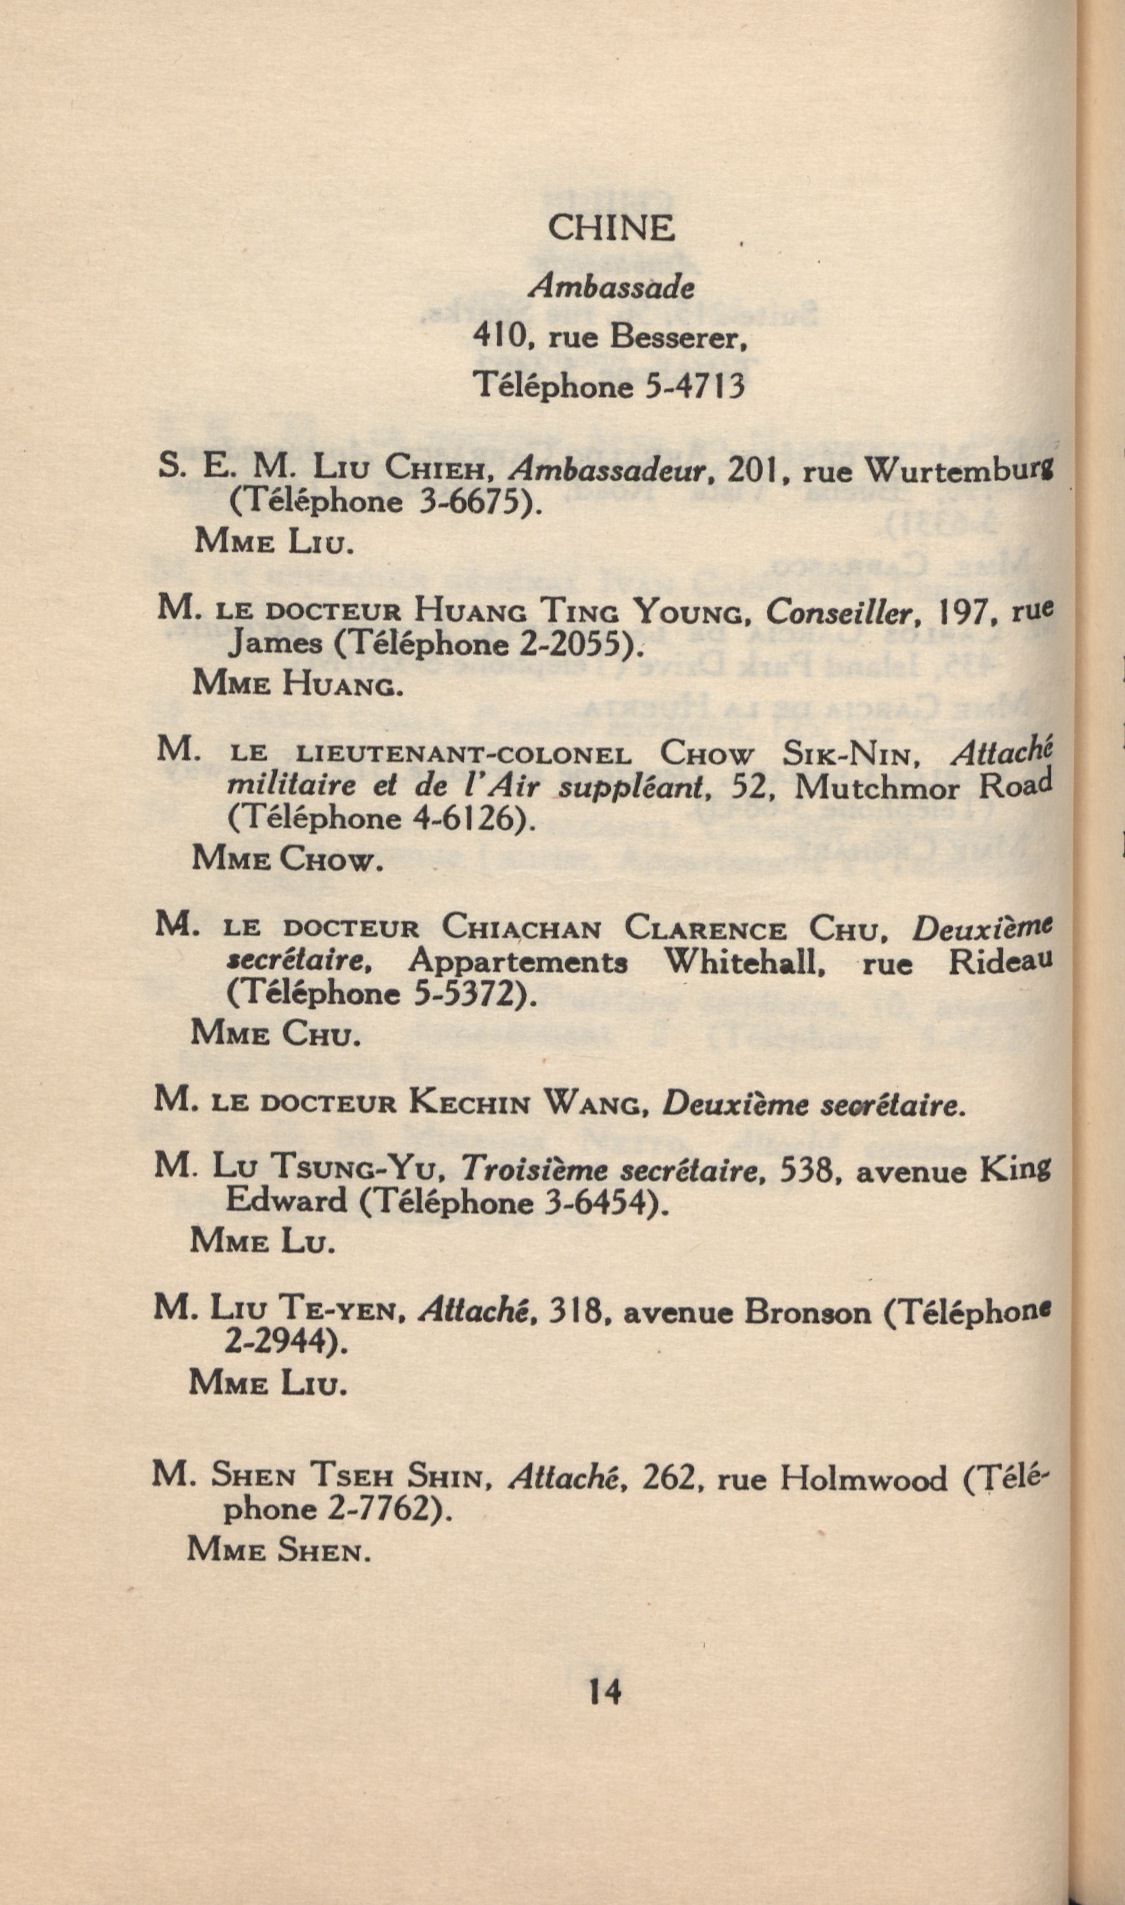 CHINE
Ambassade
410, rue Besserer,
Téléphone 5-4713
S. E. M. LIU CHIEH, Ambassadeur, 201, rue Wurtemburg
(Téléphone 3-6675).
MME LIU.
M. LE DOCTEUR HUANG TING YOUNG, Conseiller, 197, rue
James (Téléphone 2-2055).
MME HUANG.
M. LE LIEUTENANT-COLONEL CHOW SIK-NIN, Attaché
militaire et de l'Air suppléant, 52, Mutchmor Road
(Téléphone 4-6126).
MME CHOW.
M. LE DOCTEUR CHIACHAN CLARENCE CHU, Deuxième
secrétaire, Appartements Whitehall, rue Rideau
(Téléphone 5-5372).
MME CHU.
M. LE DOCTEUR KECHIN WANG, Deuxième secrétaire.
M. LU TSUNG-YU, Troisième secrétaire, 538, avenue King
Edward (Téléphone 3-6454).
MME LU.
M. LIU TE-YEN, Attaché, 318, avenue Bronson (Téléphone
2-2944).
MME LIU.
M. SHEN TSEH SHIN, Attaché, 262, rue Holmwood (Télé-
phone 2-7762).
MME SHEN.
14